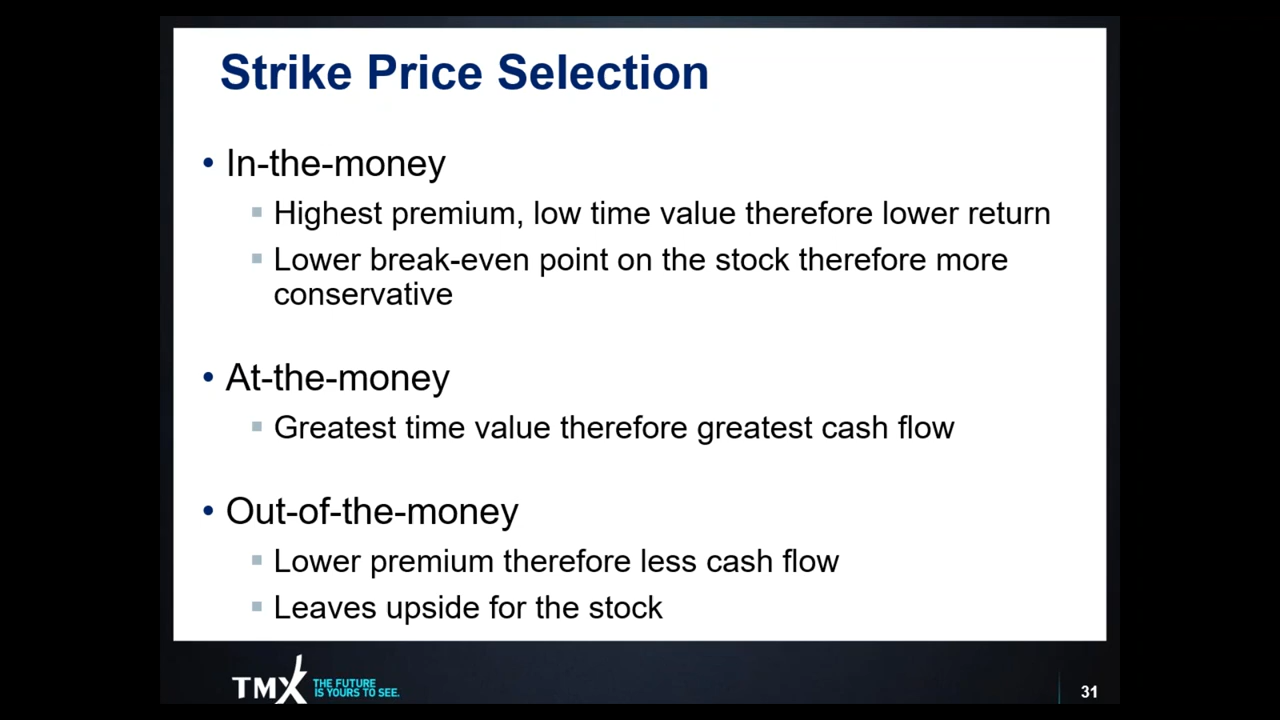 Strike Price Selection
• In-the-money
▪ Highest premium, low time value therefore lower return
▪ Lower break-even point on the stock therefore more
conservative
• At-the-money
▪ Greatest time value therefore greatest cash flow
• Out-of-the-money
▪ Lower premium therefore less cash flow
▪ Leaves upside for the stock
TMX THE FUTURE
IS YOURS TO SEE.
31